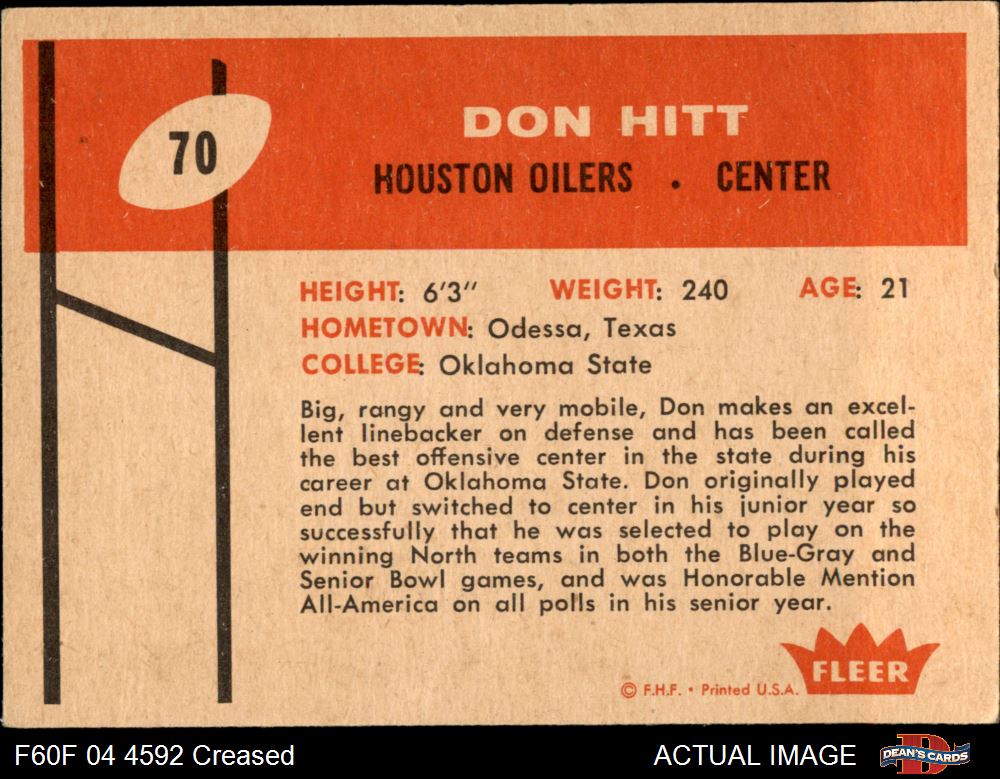 70
DON HITT
HOUSTON OILERS . CENTER
HEIGHT: 6'3" WEIGHT: 240 AGE: 21
HOMETOWN: Odessa, Texas
COLLEGE: Oklahoma State
Big, rangy and very mobile, Don makes an excel-
lent linebacker on defense and has been called
the best offensive center in the state during his
career at Oklahoma State. Don originally played
end but switched to center in his junior year so
successfully that he was selected to play on the
winning North teams in both the Blue-Gray and
Senior Bowl games, and was Honorable Mention
All-America on all polls in his senior year.
FLEER
© F.H.F. • Printed U.S.A.
F60F 04 4592 Creased
ACTUAL IMAGE
DEAN'S CARDS